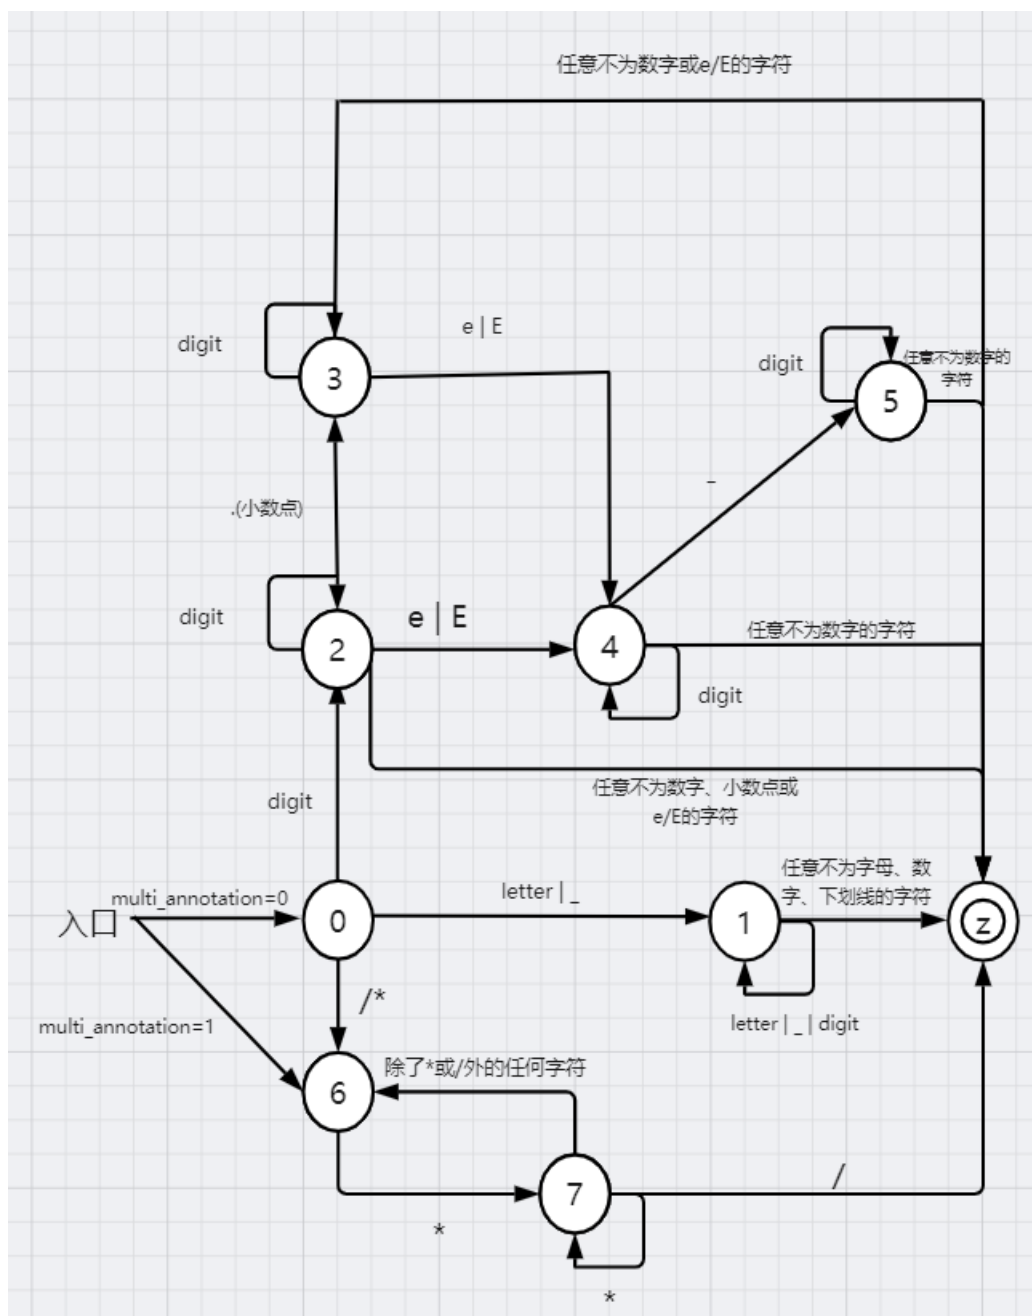 任意不为数字或e/E的字符
digit
e | E
3
digit
任意不为数字的
字符
5
-
.(小数点)
digit
e | E
2
4
任意不为数字的字符
digit
任意不为数字、小数点或
e/E的字符
digit
任意不为字母、数
字、下划线的字符
multi_annotation=0
letter | _
入口
0
1
z
/*
multi_annotation=1
letter | _ | digit
除了*或/外的任何字符
6
/
7
*
*